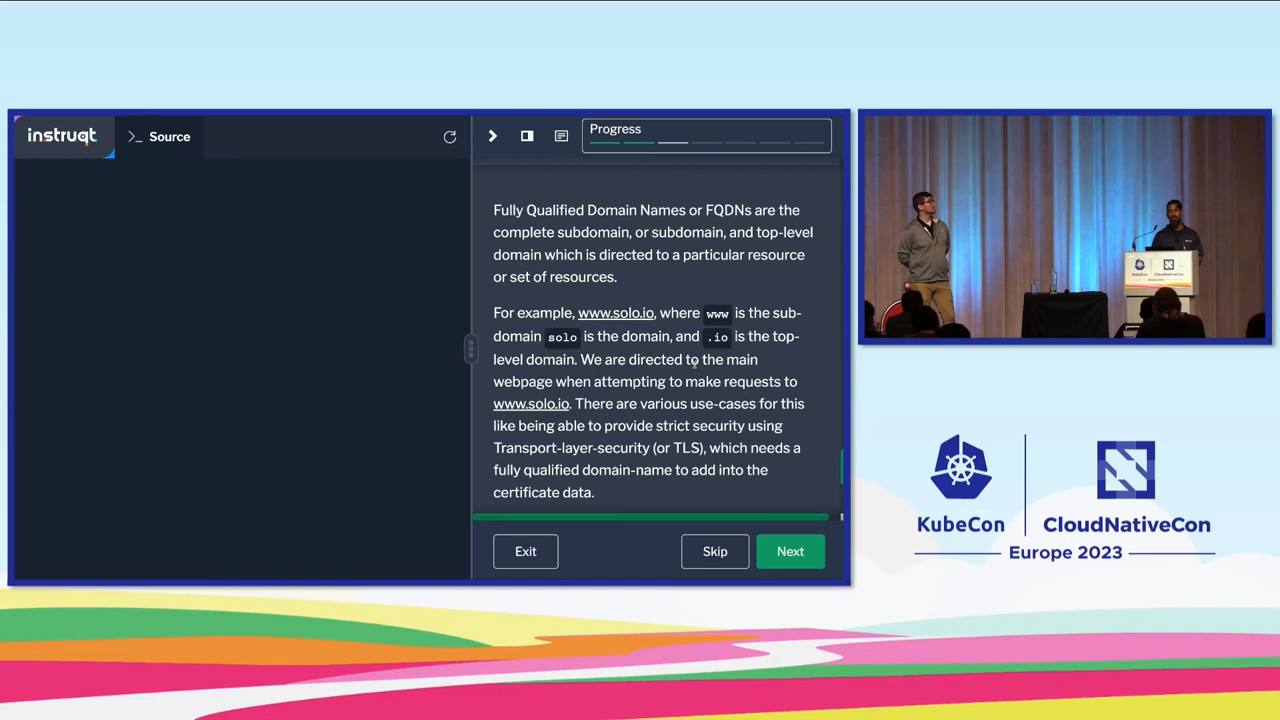 instruqt
>_ Source
Progress
Fully Qualified Domain Names or FQDNs are the
complete subdomain, or subdomain, and top-level
domain which is directed to a particular resource
or set of resources.
For example, www.solo.io, where www is the sub-
domain solo is the domain, and .io is the top-
level domain. We are directed to the main
webpage when attempting to make requests to
www.solo.io. There are various use-cases for this
like being able to provide strict security using
Transport-layer-security (or TLS), which needs a
fully qualified domain-name to add into the
certificate data.
Exit
Skip
Next
KubeCon
CloudNativeCon
Europe 2023